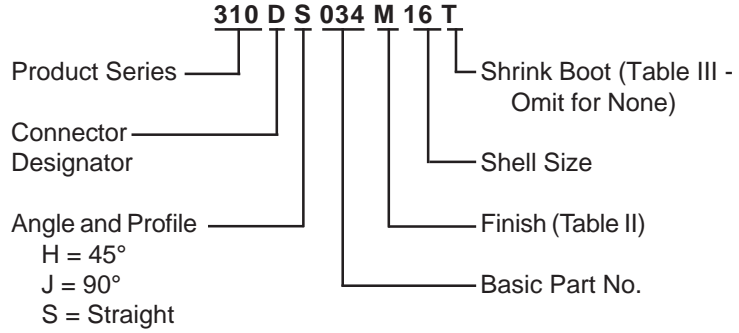 310 D S 034 M 16 T
Product Series
Connector
Designator
Angle and Profile
H = 45°
J = 90°
S = Straight
Shrink Boot (Table III -
Omit for None)
Shell Size
Finish (Table II)
Basic Part No.